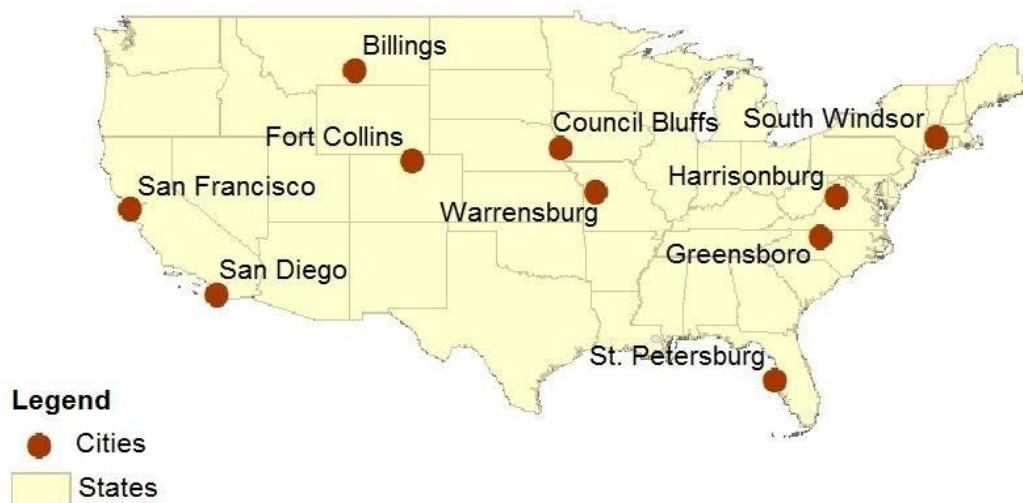 Billings
Fort Collins
Council Bluffs
South Windsor
San Francisco
Harrisonburg
Warrensburg
Greensboro
San Diego
St. Petersburg
Legend
Cities
States